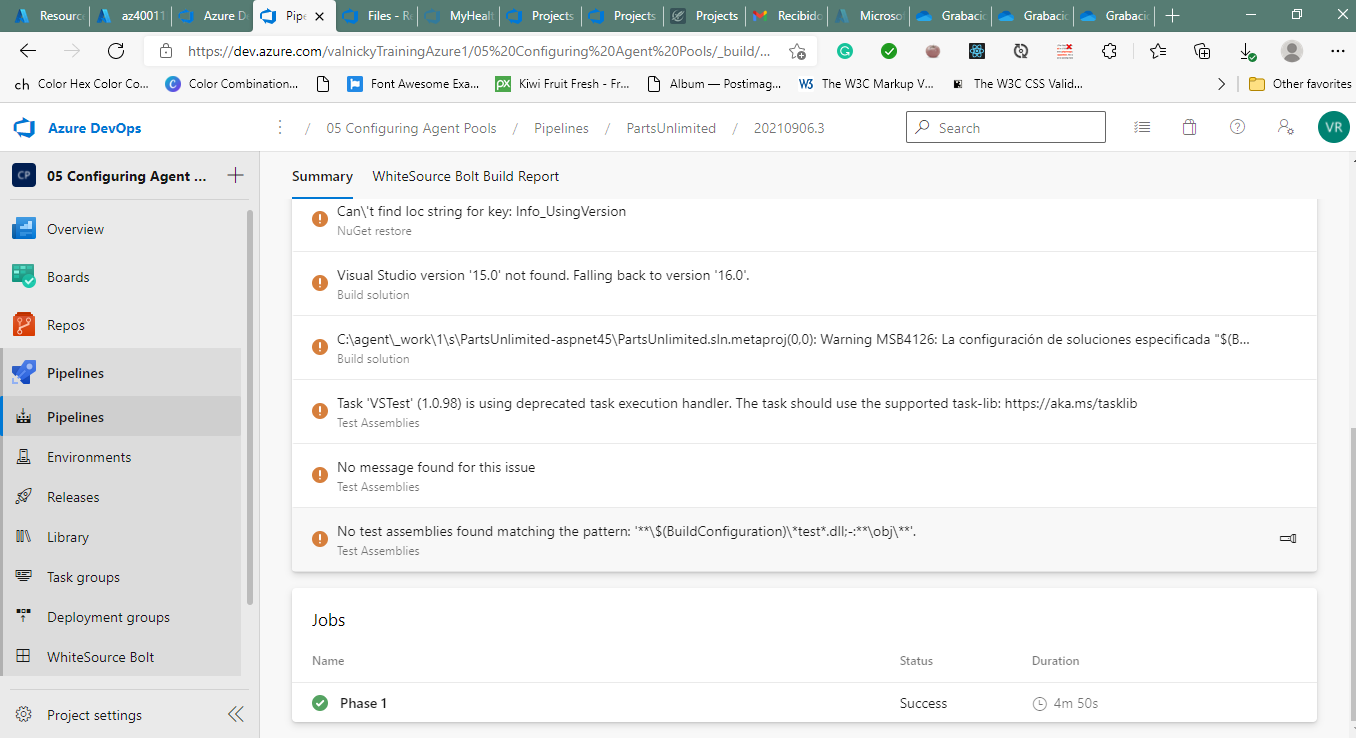 Resourc
az40011
Azure De
Pipe
Files - R
MyHealt
Projects
Projects
Projects
Recibido
Microsof
Grabacio
Grabacio
Grabacio
https://dev.azure.com/valnickyTrainingAzure1/05%20Configuring%20Agent%20Pools/_build/...
ch Color Hex Color Co...
C Color Combination...
Font Awesome Exa...
px Kiwi Fruit Fresh - Fr...
Album — Postimag...
W3 The W3C Markup V...
The W3C CSS Valid...
Other favorites
Azure DevOps
/ 05 Configuring Agent Pools / Pipelines / PartsUnlimited / 20210906.3
Search
VR
CP 05 Configuring Agent ...
Overview
Boards
Repos
Pipelines
Pipelines
Environments
Releases
Library
Task groups
Deployment groups
WhiteSource Bolt
Project settings
Summary
WhiteSource Bolt Build Report
Can\'t find loc string for key: Info_UsingVersion
NuGet restore
Visual Studio version '15.0' not found. Falling back to version '16.0'.
Build solution
C:\agent\_work\1\s\PartsUnlimited-aspnet45\PartsUnlimited.sln.metaproj(0,0): Warning MSB4126: La configuración de soluciones especificada "$(B...
Build solution
Task 'VSTest' (1.0.98) is using deprecated task execution handler. The task should use the supported task-lib: https://aka.ms/tasklib
Test Assemblies
No message found for this issue
Test Assemblies
No test assemblies found matching the pattern: '**\$(BuildConfiguration)\*test*.dll;-:**\obj\**'.
Test Assemblies
Jobs
Name Status Duration
Phase 1 Success 4m 50s